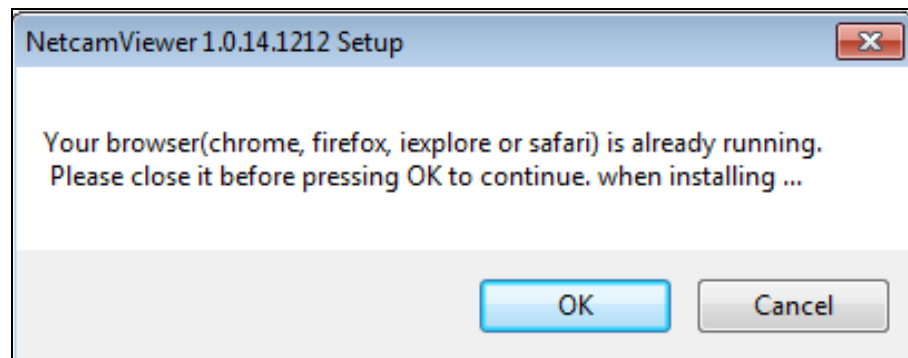 NetcamViewer 1.0.14.1212 Setup
Your browser(chrome, firefox, iexplore or safari) is already running.
Please close it before pressing OK to continue. when installing ...
OK
Cancel